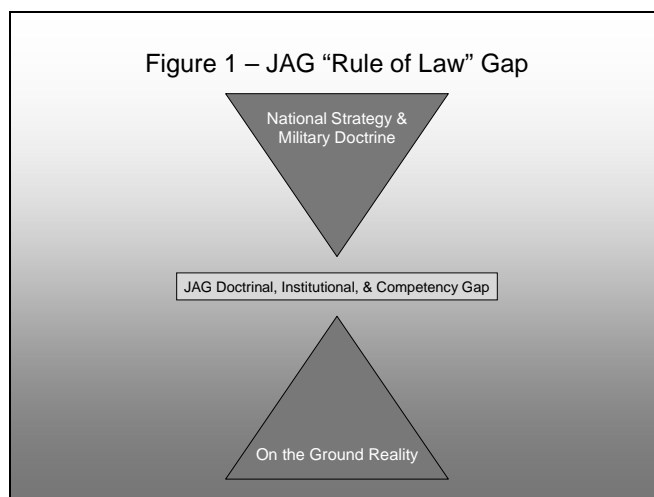 Figure 1 – JAG “Rule of Law” Gap
National Strategy &
Military Doctrine
JAG Doctrinal, Institutional, & Competency Gap
On the Ground Reality